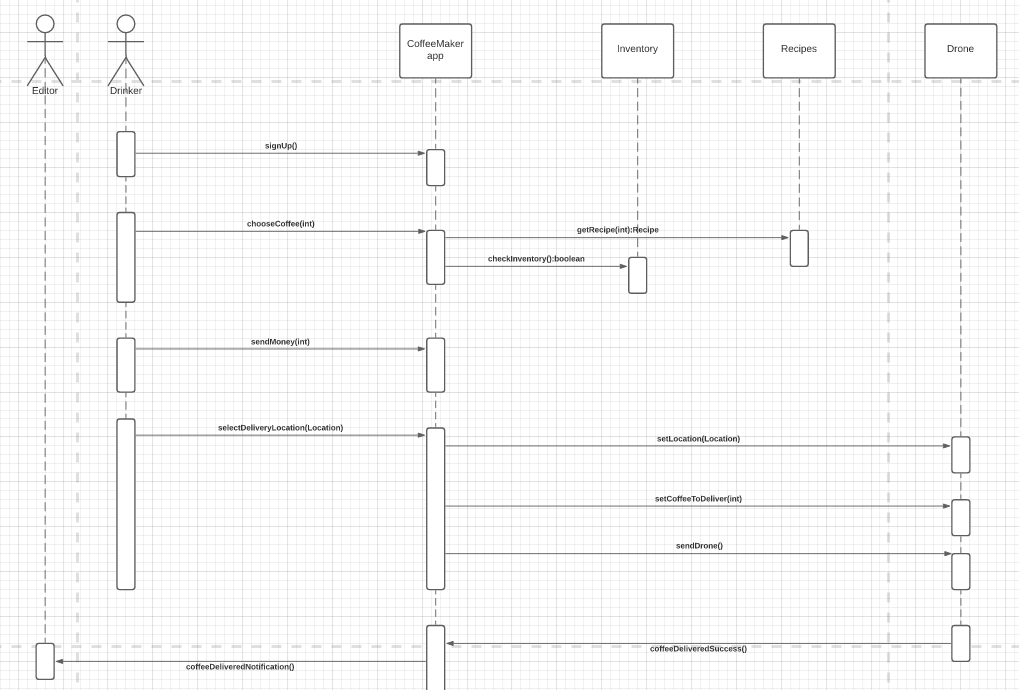 CoffeeMaker
app
Inventory
Recipes
Drone
Editor
Drinker
signUp()
chooseCoffee(int)
getRecipe(int):Recipe
checkInventory():boolean
sendMoney(int)
selectDeliveryLocation(Location)
setLocation(Location)
setCoffeeToDeliver(int)
sendDrone()
coffeeDeliveredSuccess()
coffeeDeliveredNotification()